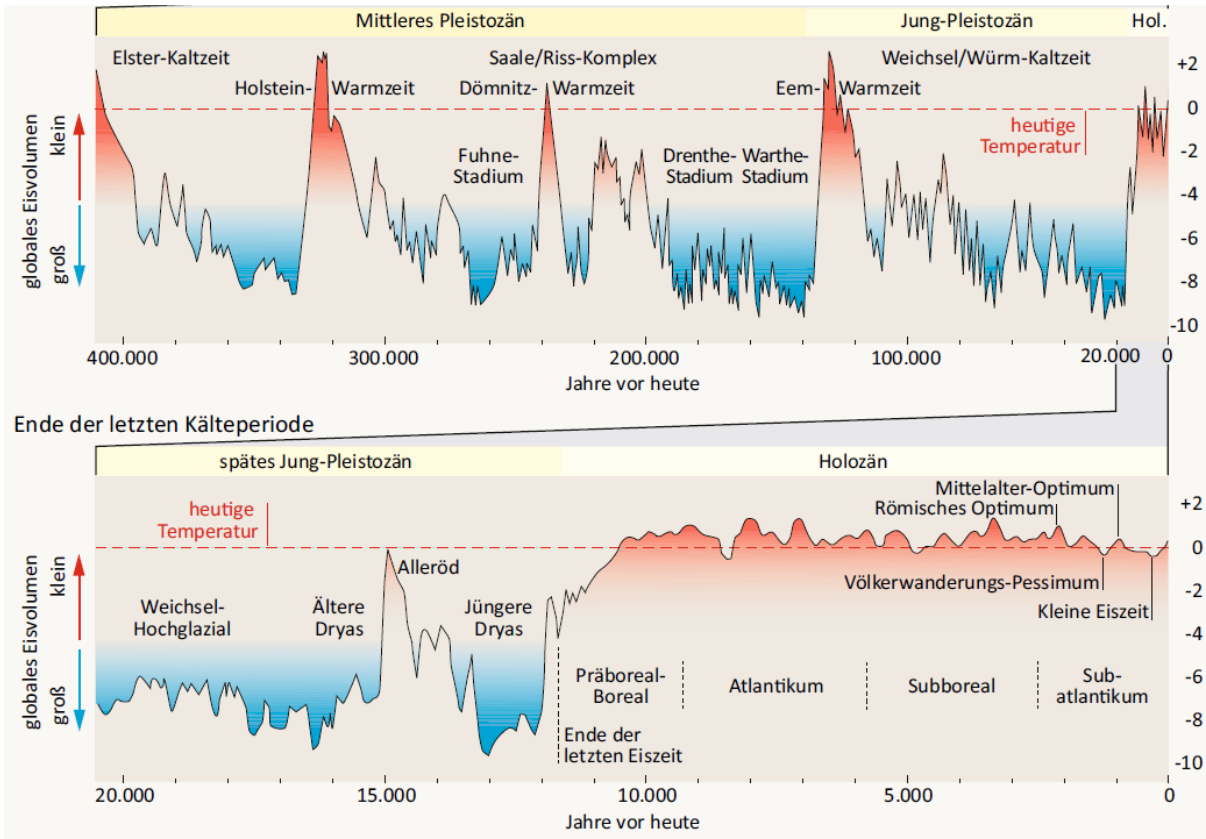 Mittleres Pleistozän
Jung-Pleistozän
Hol.
Elster-Kaltzeit
Saale/Riss-Komplex
Weichsel/Würm-Kaltzeit
Holstein-Warmzeit
Dömnitz-Warmzeit
Eem-Warmzeit
Fuhne-
Stadium
Drenthe-
Stadium
Warthe-
Stadium
heutige
Temperatur
globales Eisvolumen
groß klein
+2
0
-2
-4
-6
-8
-10
400.000 300.000 200.000 100.000 20.000 0
Jahre vor heute
Ende der letzten Kälteperiode
spätes Jung-Pleistozän
Holozän
heutige
Temperatur
Mittelalter-Optimum
Römisches Optimum
Alleröd
Völkerwanderungs-Pessimum
Kleine Eiszeit
Weichsel-
Hochglazial
Ältere
Dryas
Jüngere
Dryas
Präboreal-
Boreal
Atlantikum
Subboreal
Sub-
atlantikum
Ende der
letzten Eiszeit
globales Eisvolumen
groß klein
+2
0
-2
-4
-6
-8
-10
20.000 15.000 10.000 5.000 0
Jahre vor heute